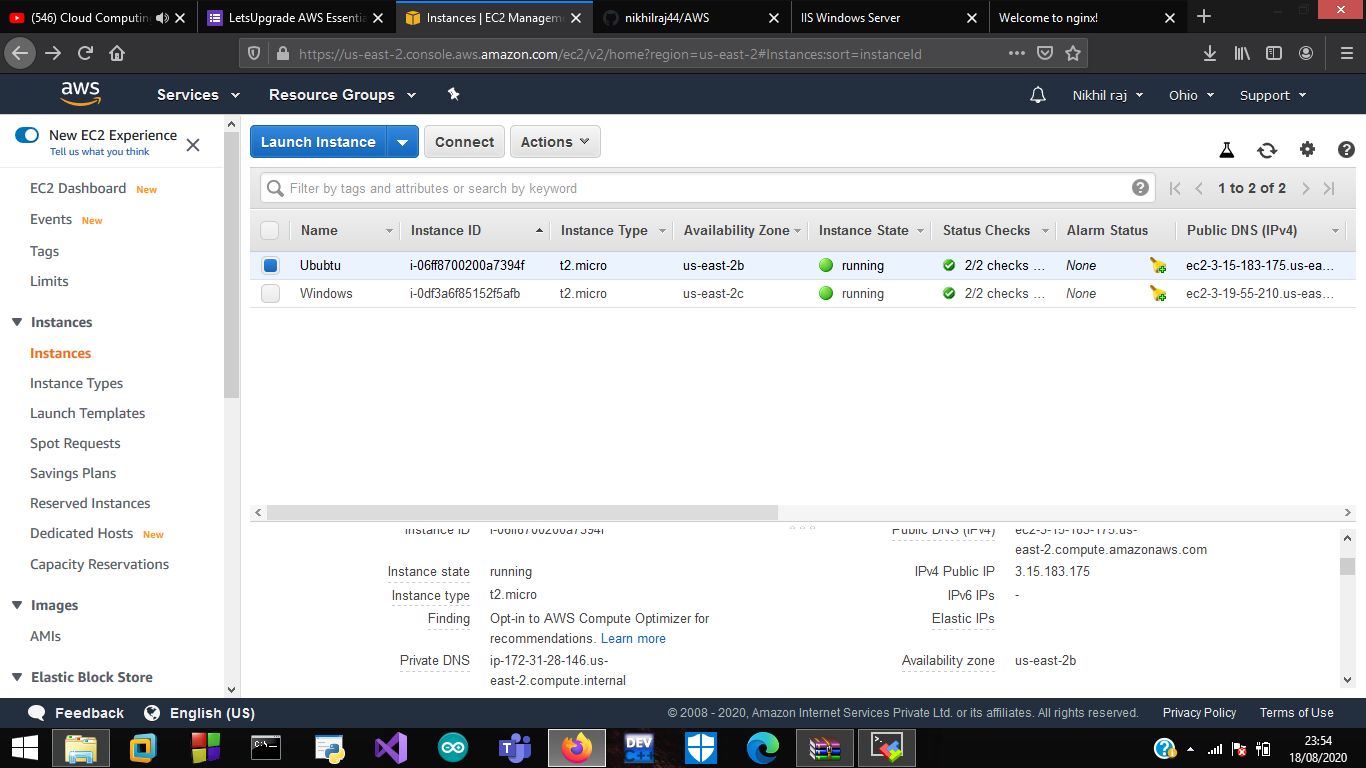 (546) Cloud Computing
LetsUpgrade AWS Essentia
Instances | EC2 Managem
nikhilraj44/AWS
IIS Windows Server
Welcome to nginx!
https://us-east-2.console.aws.amazon.com/ec2/v2/home?region=us-east-2#Instances:sort=instanceId
aws
Services
Resource Groups
Nikhil raj
Ohio
Support
New EC2 Experience
Tell us what you think
EC2 Dashboard New
Events New
Tags
Limits
Instances
Instances
Instance Types
Launch Templates
Spot Requests
Savings Plans
Reserved Instances
Dedicated Hosts New
Capacity Reservations
Images
AMIs
Elastic Block Store
Launch Instance
Connect
Actions
Filter by tags and attributes or search by keyword
1 to 2 of 2
Name Instance ID Instance Type Availability Zone Instance State Status Checks Alarm Status Public DNS (IPv4)
Ububtu i-06ff8700200a7394f t2.micro us-east-2b running 2/2 checks ... None ec2-3-15-183-175.us-ea...
Windows i-0df3a6f85152f5afb t2.micro us-east-2c running 2/2 checks ... None ec2-3-19-55-210.us-eas...
Instance ID i-06ff8700200a7394f
Public DNS (IPv4) ec2-3-15-183-175.us-
east-2.compute.amazonaws.com
Instance state running
IPv4 Public IP 3.15.183.175
Instance type t2.micro
IPv6 IPs -
Finding Opt-in to AWS Compute Optimizer for
recommendations. Learn more
Elastic IPs
Private DNS ip-172-31-28-146.us-
east-2.compute.internal
Availability zone us-east-2b
Feedback
English (US)
© 2008 - 2020, Amazon Internet Services Private Ltd. or its affiliates. All rights reserved.
Privacy Policy
Terms of Use
C:\_
DEV
23:54
18/08/2020